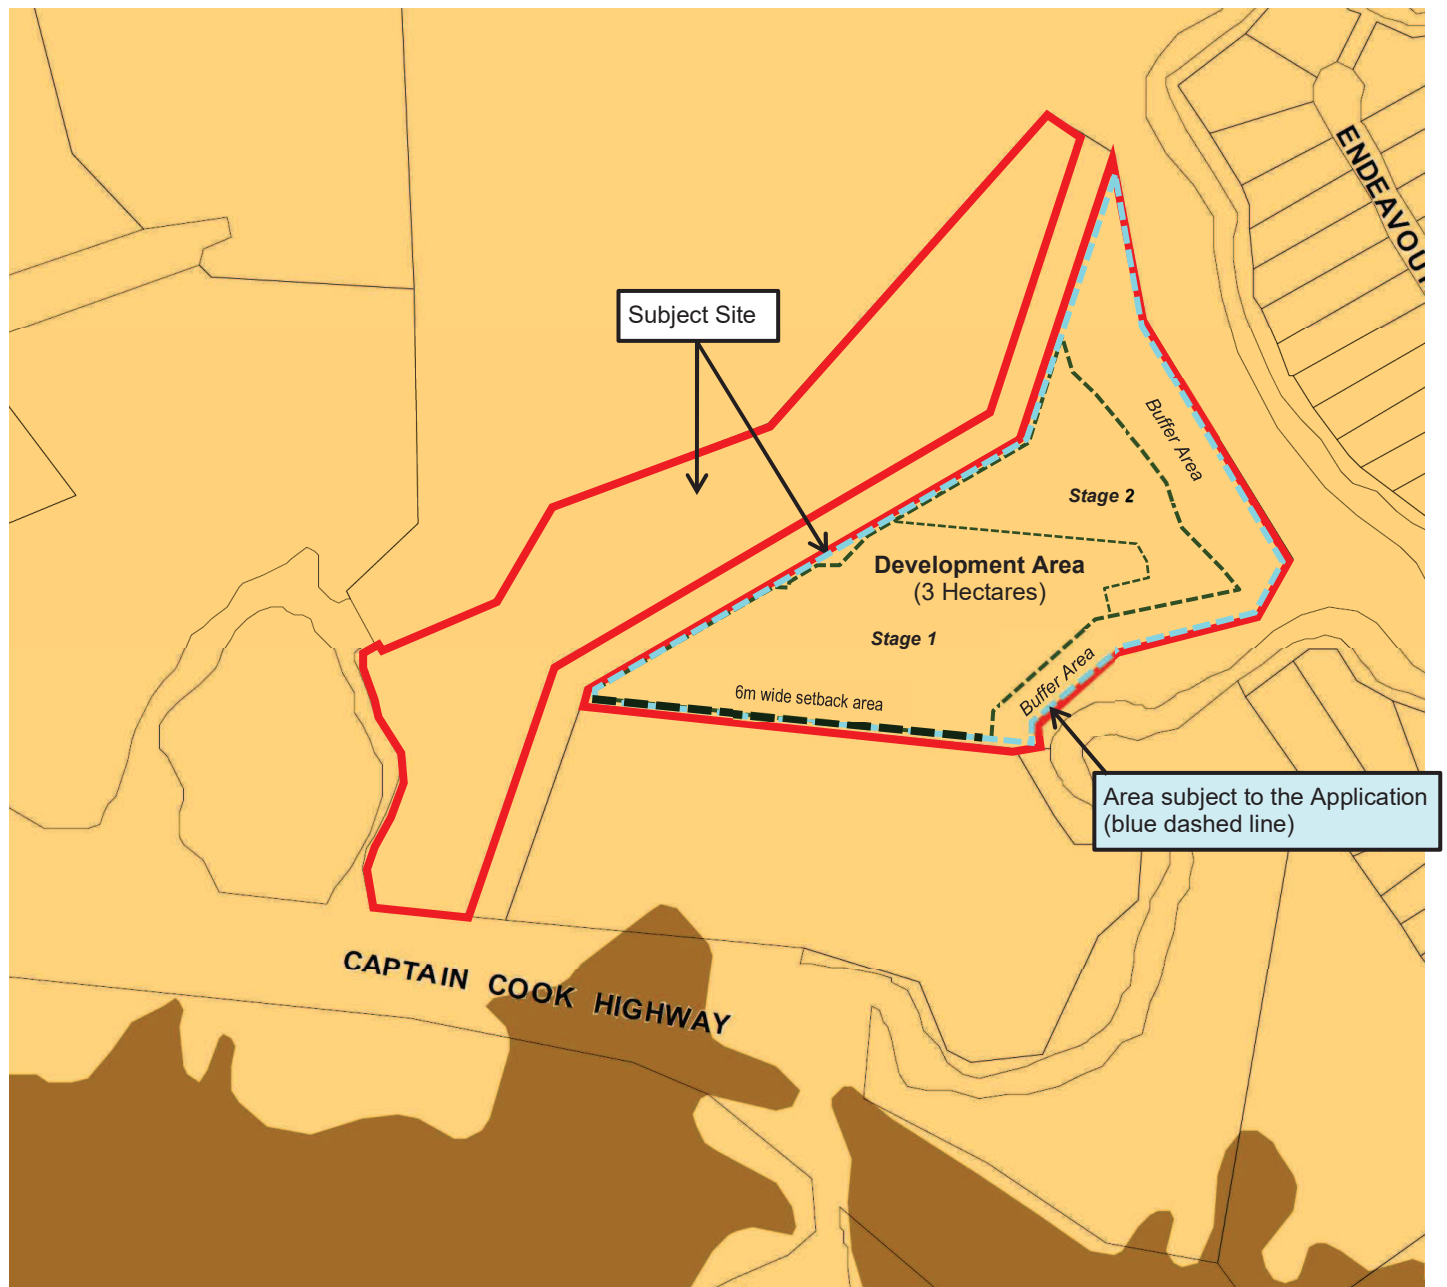 ENDEAVOUR
Subject Site
Buffer Area
Stage 2
Development Area
(3 Hectares)
Stage 1
Buffer Area
6m wide setback area
Area subject to the Application
(blue dashed line)
CAPTAIN COOK HIGHWAY